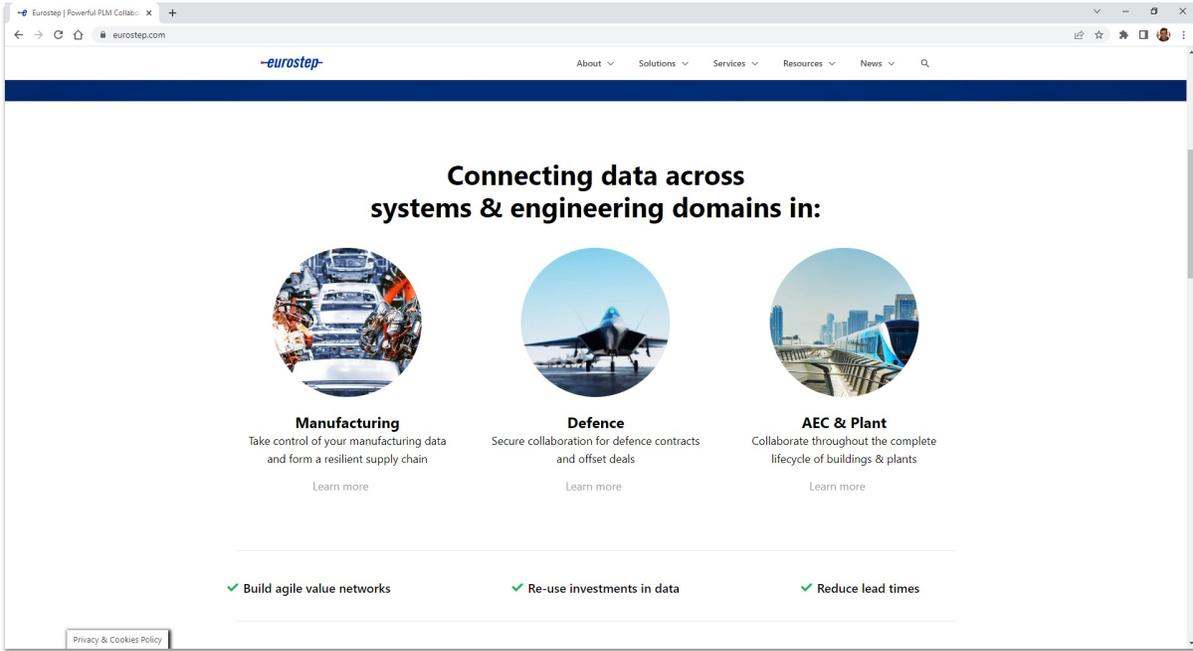 Eurostep | Powerful PLM Collabo
eurostep.com
eurostep
About Solutions Services Resources News
Connecting data across
systems & engineering domains in:
Manufacturing
Take control of your manufacturing data
and form a resilient supply chain
Learn more
Defence
Secure collaboration for defence contracts
and offset deals
Learn more
AEC & Plant
Collaborate throughout the complete
lifecycle of buildings & plants
Learn more
Build agile value networks
Re-use investments in data
Reduce lead times
Privacy & Cookies Policy